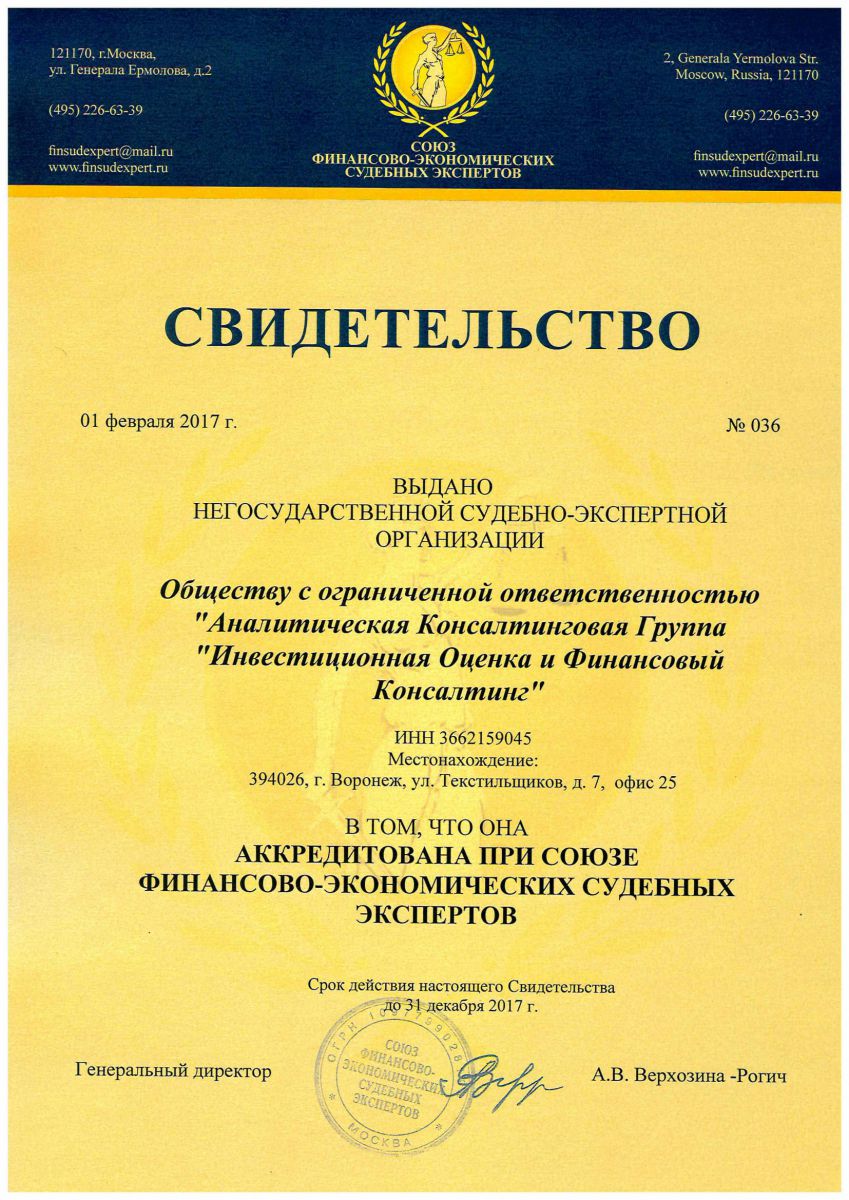 121170, г.Москва,
ул. Генерала Ермолова, д.2
(495) 226-63-39
finsudexpert@mail.ru
www.finsudexpert.ru
СОЮЗ
ФИНАНСОВО-ЭКОНОМИЧЕСКИХ
СУДЕБНЫХ ЭКСПЕРТОВ
2, Generala Yermolova Str.
Moscow, Russia, 121170
(495) 226-63-39
finsudexpert@mail.ru
www.finsudexpert.ru
СВИДЕТЕЛЬСТВО
01 февраля 2017 г.
№ 036
ВЫДАНО
НЕГОСУДАРСТВЕННОЙ СУДЕБНО-ЭКСПЕРТНОЙ
ОРГАНИЗАЦИИ
Обществу с ограниченной ответственностью
"Аналитическая Консалтинговая Группа
"Инвестиционная Оценка и Финансовый
Консалтинг"
ИНН 3662159045
Местонахождение:
394026, г. Воронеж, ул. Текстильщиков, д. 7, офис 25
В ТОМ, ЧТО ОНА
АККРЕДИТОВАНА ПРИ СОЮЗЕ
ФИНАНСОВО-ЭКОНОМИЧЕСКИХ СУДЕБНЫХ
ЭКСПЕРТОВ
Срок действия настоящего Свидетельства
до 31 декабря 2017 г.
Генеральный директор
А.В. Верхозина -Рогич
ОГРН
СОЮЗ
ФИНАНСОВО-
ЭКОНОМИЧЕСКИХ
СУДЕБНЫХ
ЭКСПЕРТОВ
* МОСКВА *